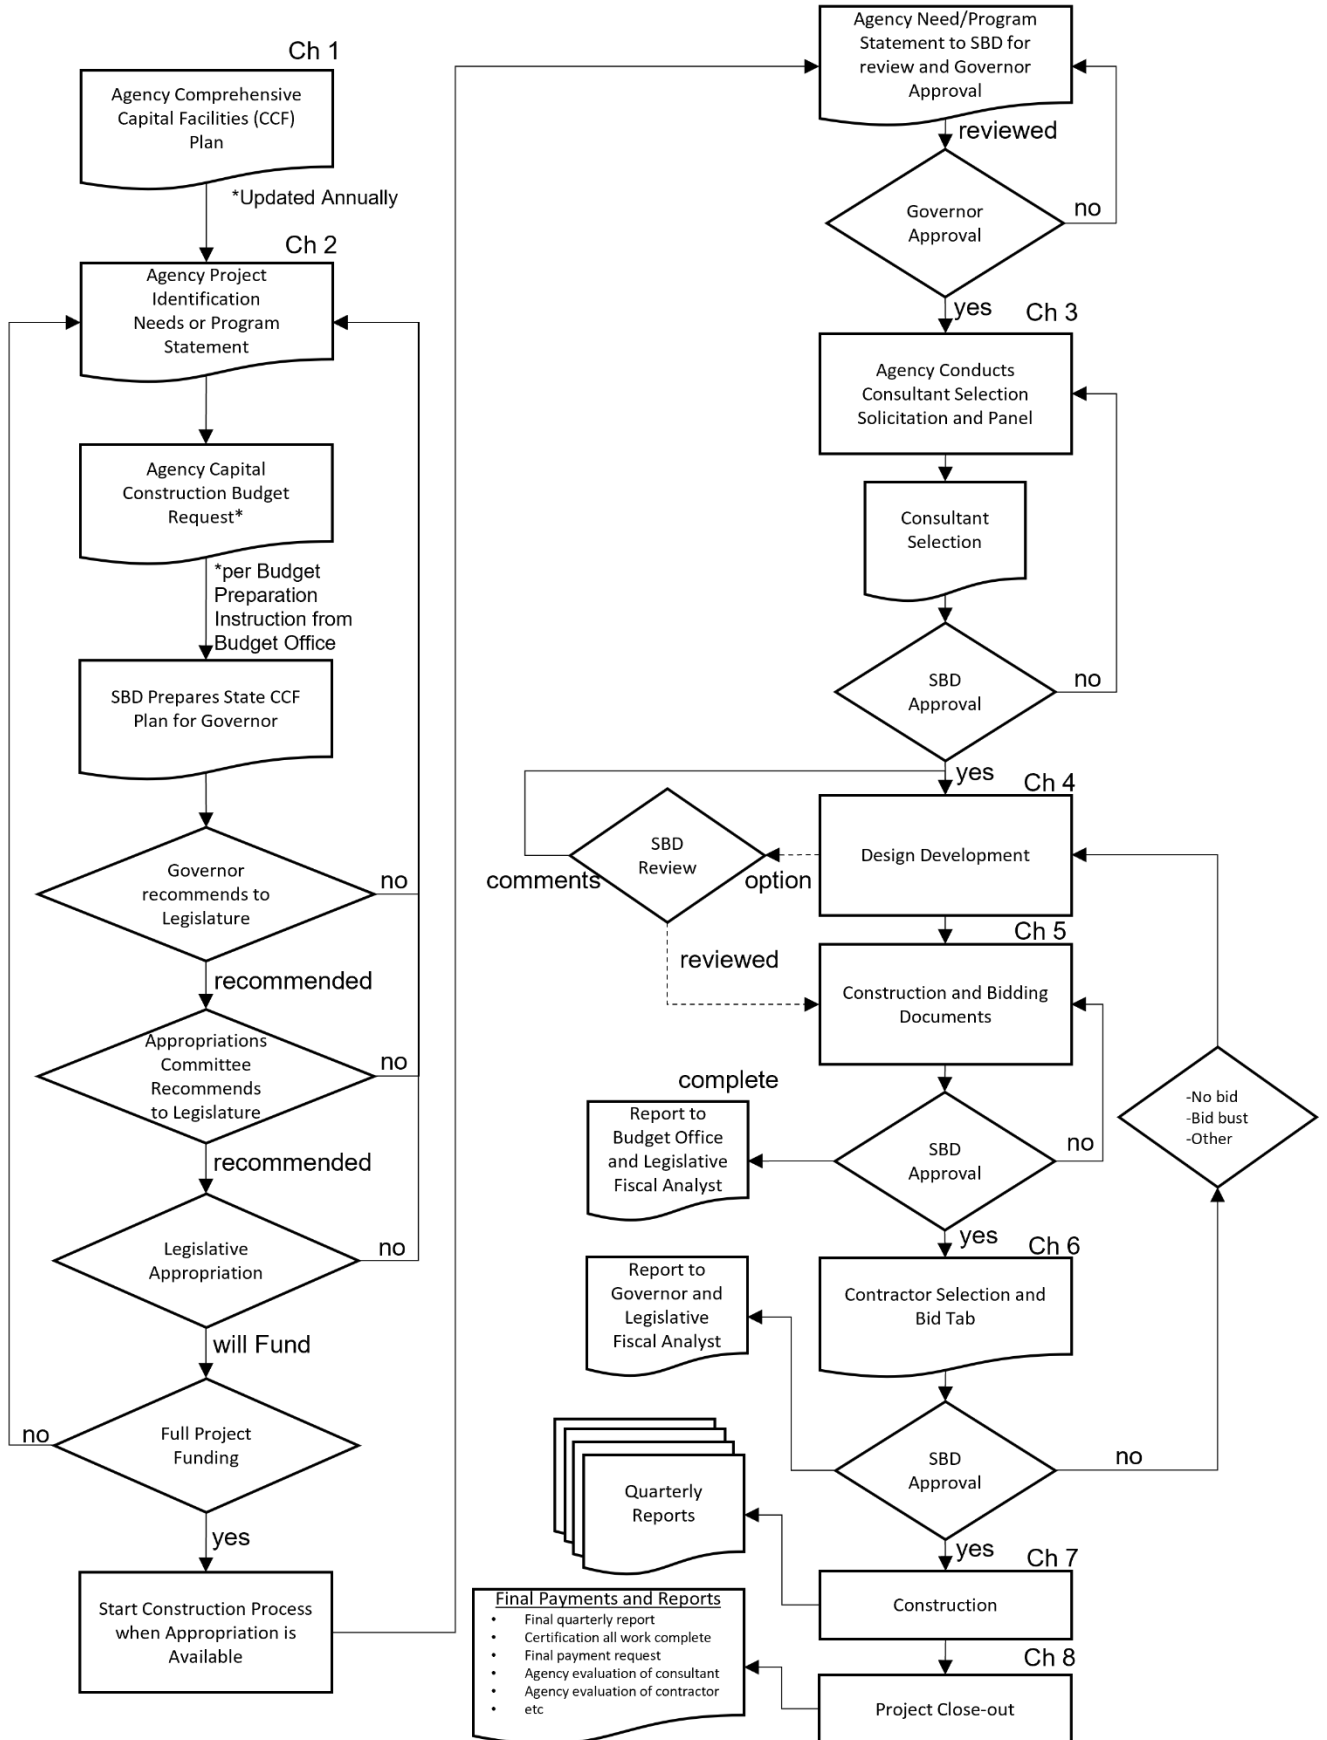 Ch 1
Agency Comprehensive
Capital Facilities (CCF)
Plan
*Updated Annually
Ch 2
Agency Project
Identification
Needs or Program
Statement
Agency Capital
Construction Budget
Request*
*per Budget
Preparation
Instruction from
Budget Office
SBD Prepares State CCF
Plan for Governor
Governor
recommends to
Legislature
no
recommended
Appropriations
Committee
Recommends
to Legislature
no
recommended
Legislative
Appropriation
no
will Fund
Full Project
Funding
no
yes
Start Construction Process
when Appropriation is
Available
Agency Need/Program
Statement to SBD for
review and Governor
Approval
reviewed
Governor
Approval
no
yes
Ch 3
Agency Conducts
Consultant Selection
Solicitation and Panel
Consultant
Selection
SBD
Approval
no
yes
Ch 4
Design Development
SBD
Review
option
comments
reviewed
Ch 5
Construction and Bidding
Documents
complete
Report to
Budget Office
and Legislative
Fiscal Analyst
SBD
Approval
no
yes
-No bid
-Bid bust
-Other
Ch 6
Contractor Selection and
Bid Tab
Report to
Governor and
Legislative
Fiscal Analyst
SBD
Approval
no
yes
Quarterly
Reports
Ch 7
Construction
Ch 8
Project Close-out
Final Payments and Reports
• Final quarterly report
• Certification all work complete
• Final payment request
• Agency evaluation of consultant
• Agency evaluation of contractor
• etc